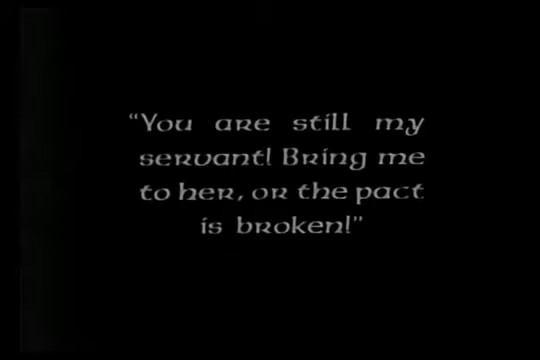 “You are still my
servant! Bring me
to her, or the pact
is broken!”